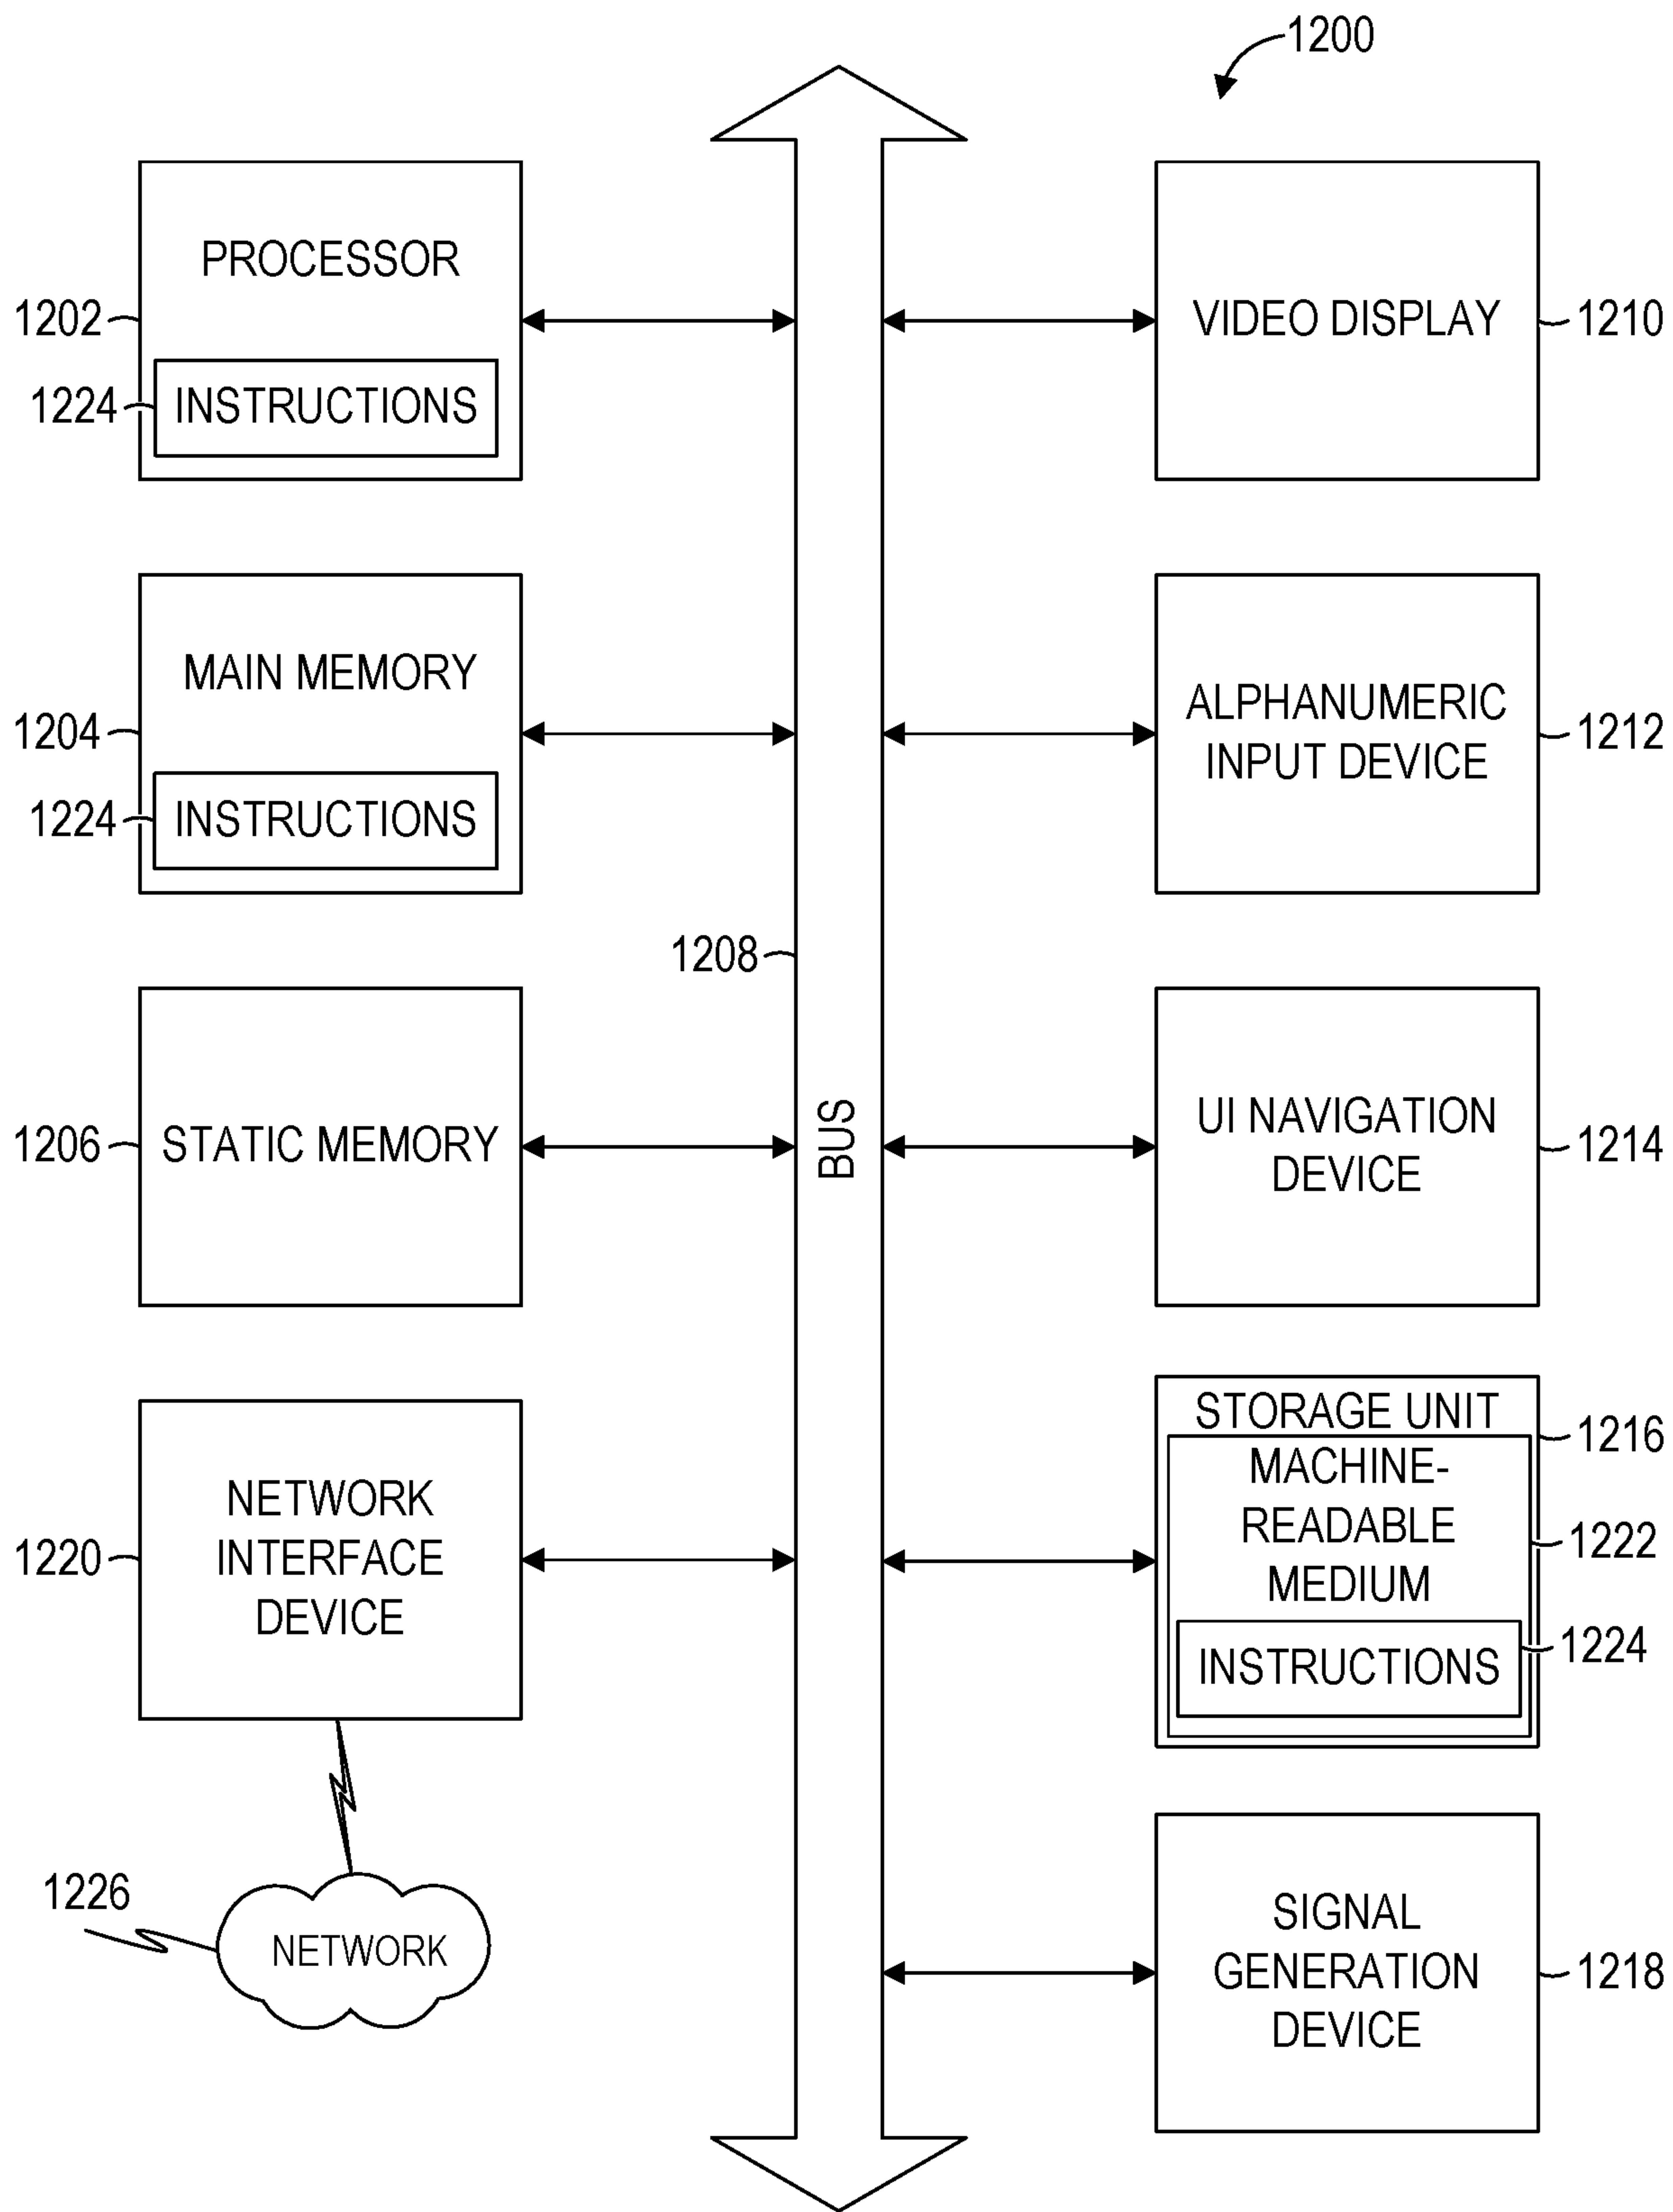 1200
PROCESSOR
1202
1224
INSTRUCTIONS
MAIN MEMORY
1204
1224
INSTRUCTIONS
1208
1206
STATIC MEMORY
BUS
NETWORK
INTERFACE
DEVICE
1220
1226
NETWORK
VIDEO DISPLAY
1210
ALPHANUMERIC
INPUT DEVICE
1212
UI NAVIGATION
DEVICE
1214
STORAGE UNIT
1216
MACHINE-
READABLE
MEDIUM
1222
INSTRUCTIONS
1224
SIGNAL
GENERATION
DEVICE
1218